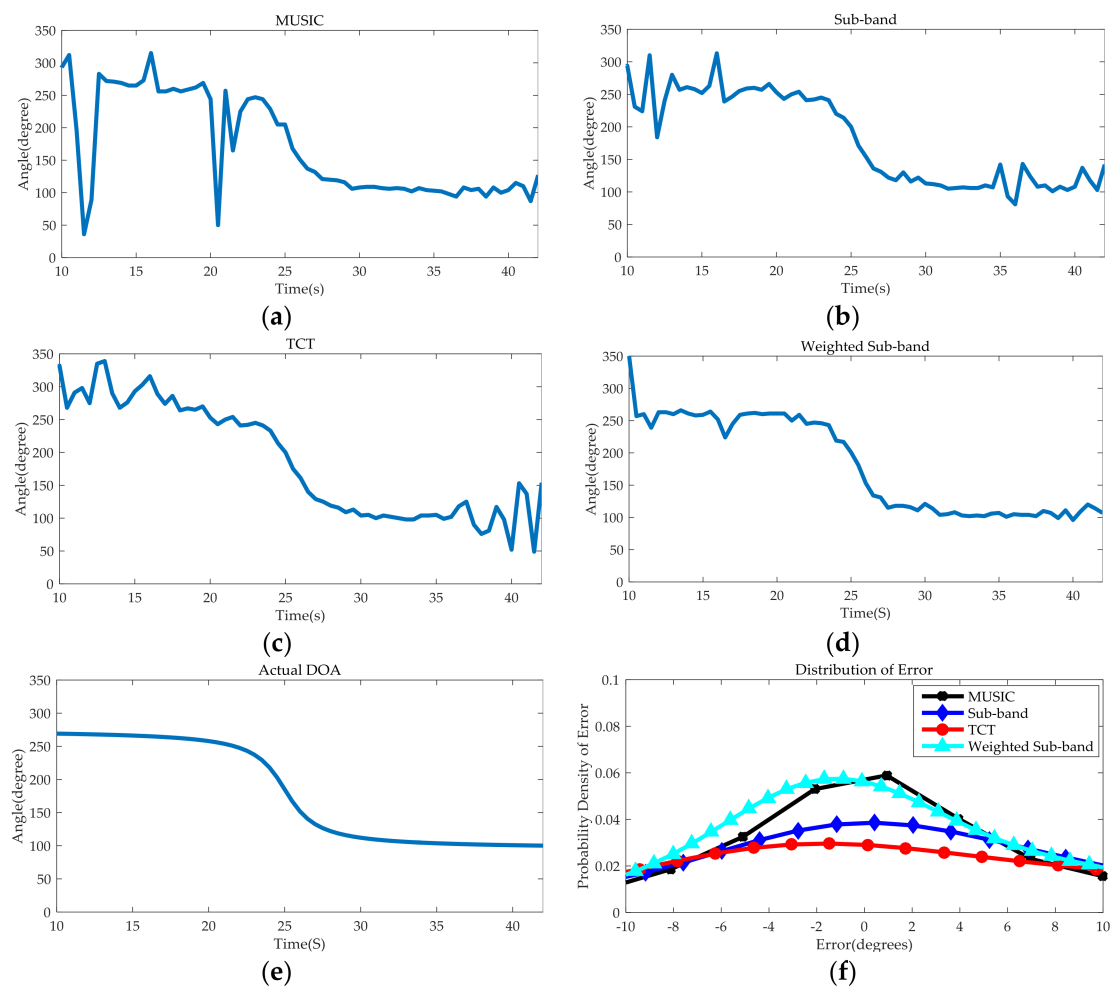 MUSIC
350
300
250
200
150
100
50
0
Angle(degree)
10 15 20 25 30 35 40
Time(s)
(a)
Sub-band
350
300
250
200
150
100
50
0
Angle(degree)
10 15 20 25 30 35 40
Time(s)
(b)
TCT
350
300
250
200
150
100
50
0
Angle(degree)
10 15 20 25 30 35 40
Time(s)
(c)
Weighted Sub-band
350
300
250
200
150
100
50
0
Angle(degree)
10 15 20 25 30 35 40
Time(S)
(d)
Actual DOA
350
300
250
200
150
100
50
0
Angle(degree)
10 15 20 25 30 35 40
Time(S)
(e)
Distribution of Error
0.1
0.08
0.06
0.04
0.02
0
Probability Density of Error
MUSIC
Sub-band
TCT
Weighted Sub-band
-10 -8 -6 -4 -2 0 2 4 6 8 10
Error(degrees)
(f)